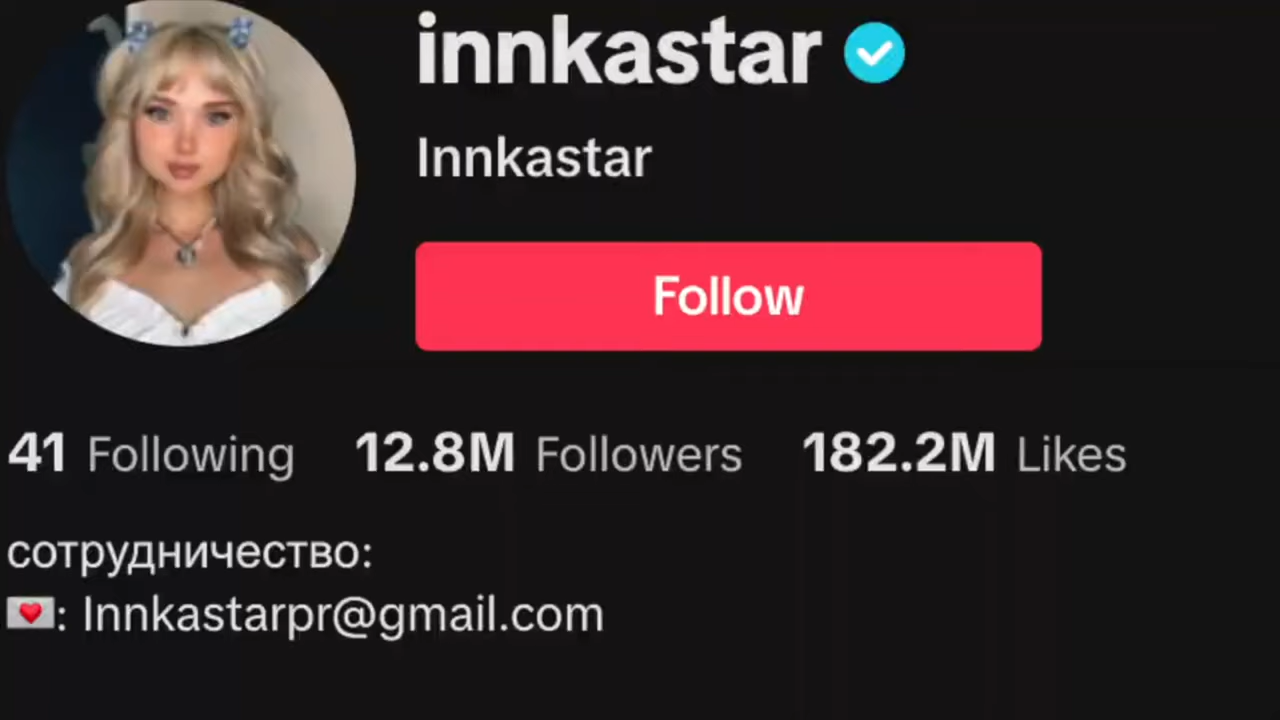 innkastar
Innkastar
Follow
41 Following 12.8M Followers 182.2M Likes
сотрудничество:
💌: Innkastarpr@gmail.com